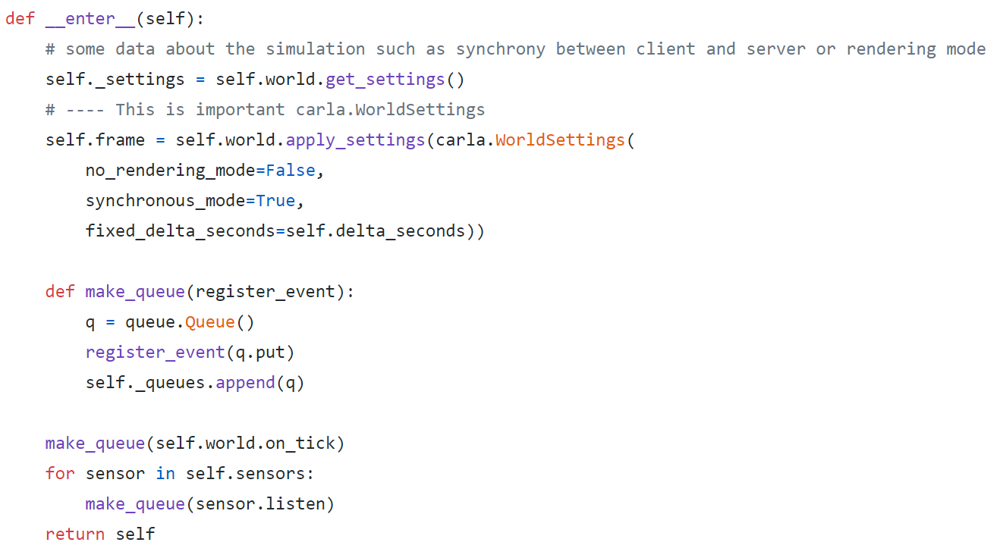 def __enter__(self):
    # some data about the simulation such as synchrony between client and server or rendering mode
    self._settings = self.world.get_settings()
    # ---- This is important carla.WorldSettings
    self.frame = self.world.apply_settings(carla.WorldSettings(
        no_rendering_mode=False,
        synchronous_mode=True,
        fixed_delta_seconds=self.delta_seconds))

    def make_queue(register_event):
        q = queue.Queue()
        register_event(q.put)
        self._queues.append(q)

    make_queue(self.world.on_tick)
    for sensor in self.sensors:
        make_queue(sensor.listen)
    return self